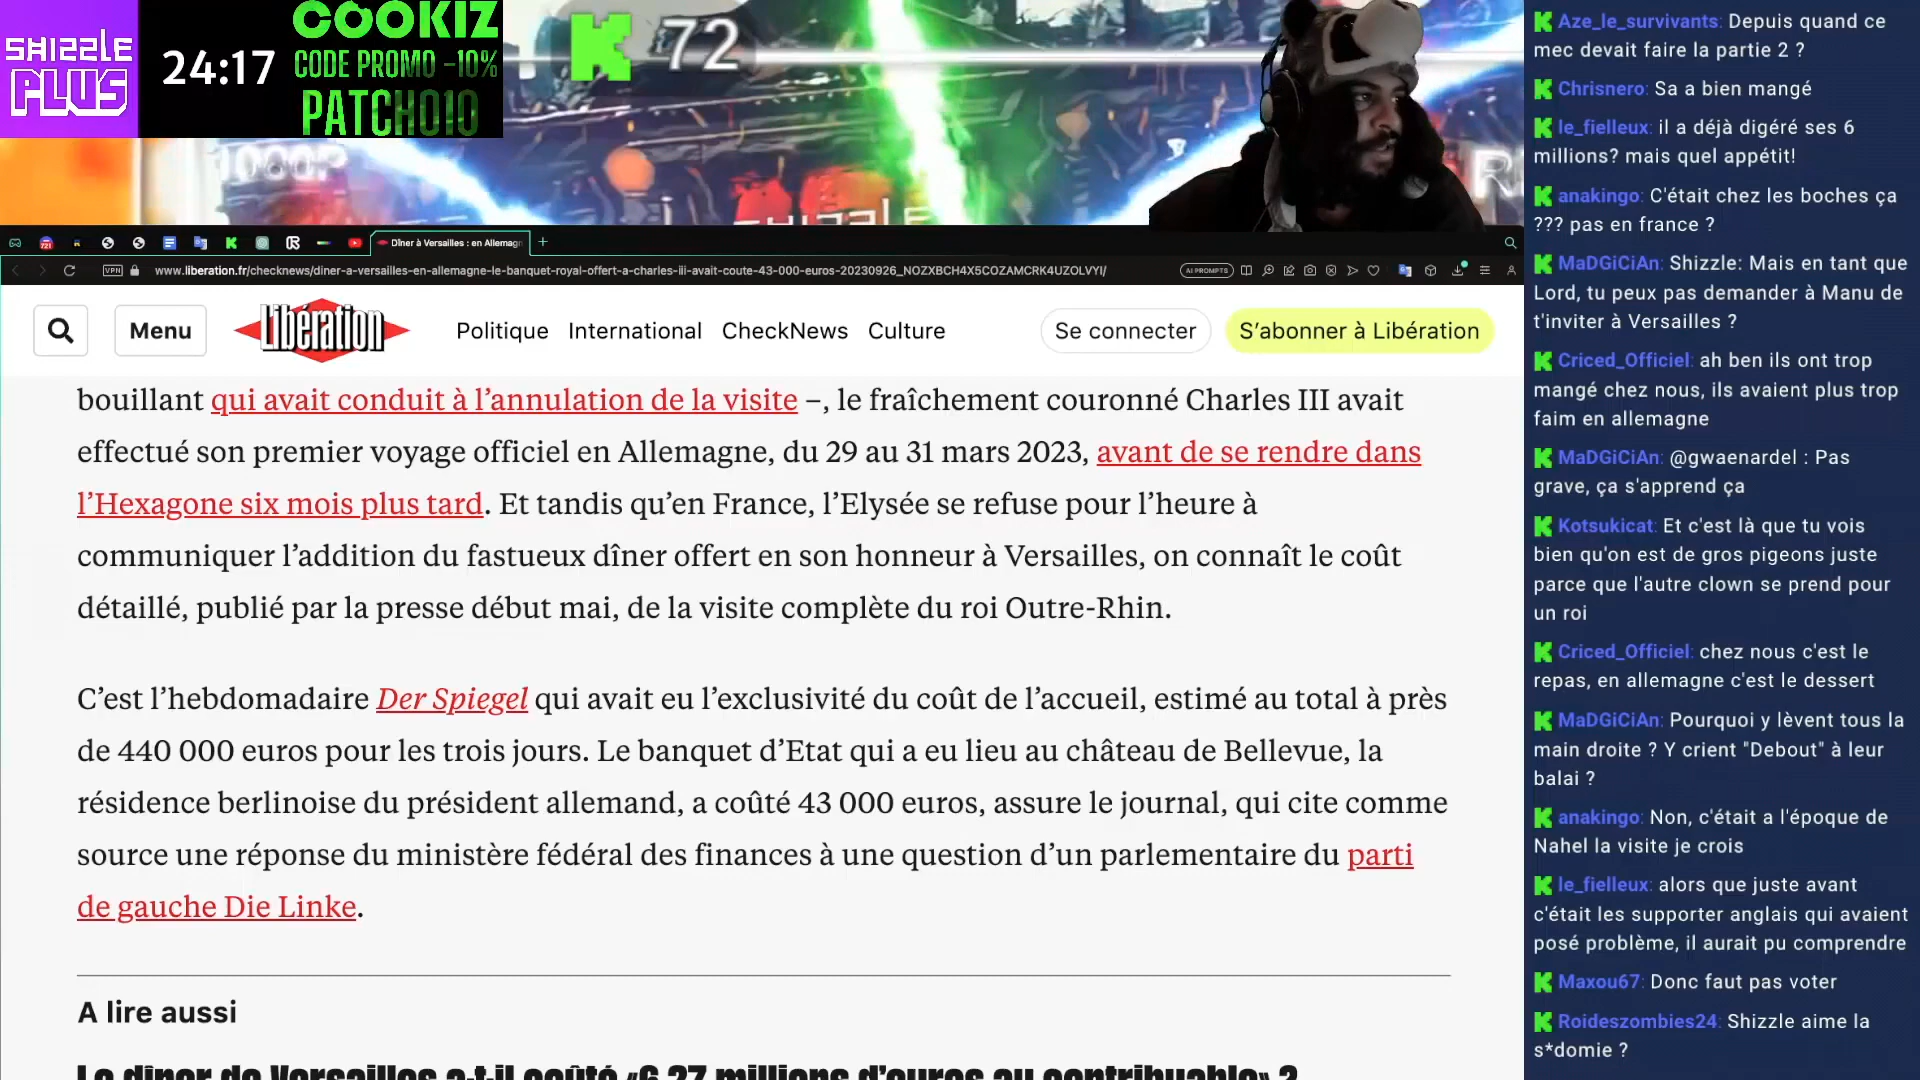 SHIZZLE
PLUS
24:17
COOKIZ
CODE PROMO -10%
PATCHO10
72
1080P
Dîner à Versailles : en Allemagn
www.liberation.fr/checknews/diner-a-versailles-en-allemagne-le-banquet-royal-offert-a-charles-iii-avait-coute-43-000-euros-20230926_NOZXBCH4X5COZAMCRK4UZOLVYI/
VPN
AI PROMPTS
Menu
Libération
Politique
International
CheckNews
Culture
Se connecter
S’abonner à Libération
bouillant qui avait conduit à l’annulation de la visite –, le fraîchement couronné Charles III avait
effectué son premier voyage officiel en Allemagne, du 29 au 31 mars 2023, avant de se rendre dans
l’Hexagone six mois plus tard. Et tandis qu’en France, l’Elysée se refuse pour l’heure à
communiquer l’addition du fastueux dîner offert en son honneur à Versailles, on connaît le coût
détaillé, publié par la presse début mai, de la visite complète du roi Outre-Rhin.
C’est l’hebdomadaire Der Spiegel qui avait eu l’exclusivité du coût de l’accueil, estimé au total à près
de 440 000 euros pour les trois jours. Le banquet d’Etat qui a eu lieu au château de Bellevue, la
résidence berlinoise du président allemand, a coûté 43 000 euros, assure le journal, qui cite comme
source une réponse du ministère fédéral des finances à une question d’un parlementaire du parti
de gauche Die Linke.
A lire aussi
Le dîner de Versailles a-t-il coûté «6,27 millions d’euros au contribuable» ?
Aze_le_survivants: Depuis quand ce
mec devait faire la partie 2 ?
Chrisnero: Sa a bien mangé
le_fielleux: il a déjà digéré ses 6
millions? mais quel appétit!
anakingo: C'était chez les boches ça
??? pas en france ?
MaDGiCiAn: Shizzle: Mais en tant que
Lord, tu peux pas demander à Manu de
t'inviter à Versailles ?
Criced_Officiel: ah ben ils ont trop
mangé chez nous, ils avaient plus trop
faim en allemagne
MaDGiCiAn: @gwaenardel : Pas
grave, ça s'apprend ça
Kotsukicat: Et c'est là que tu vois
bien qu'on est de gros pigeons juste
parce que l'autre clown se prend pour
un roi
Criced_Officiel: chez nous c'est le
repas, en allemagne c'est le dessert
MaDGiCiAn: Pourquoi y lèvent tous la
main droite ? Y crient "Debout" à leur
balai ?
anakingo: Non, c'était a l'époque de
Nahel la visite je crois
le_fielleux: alors que juste avant
c'était les supporter anglais qui avaient
posé problème, il aurait pu comprendre
Maxou67: Donc faut pas voter
Roideszombies24: Shizzle aime la
s*domie ?